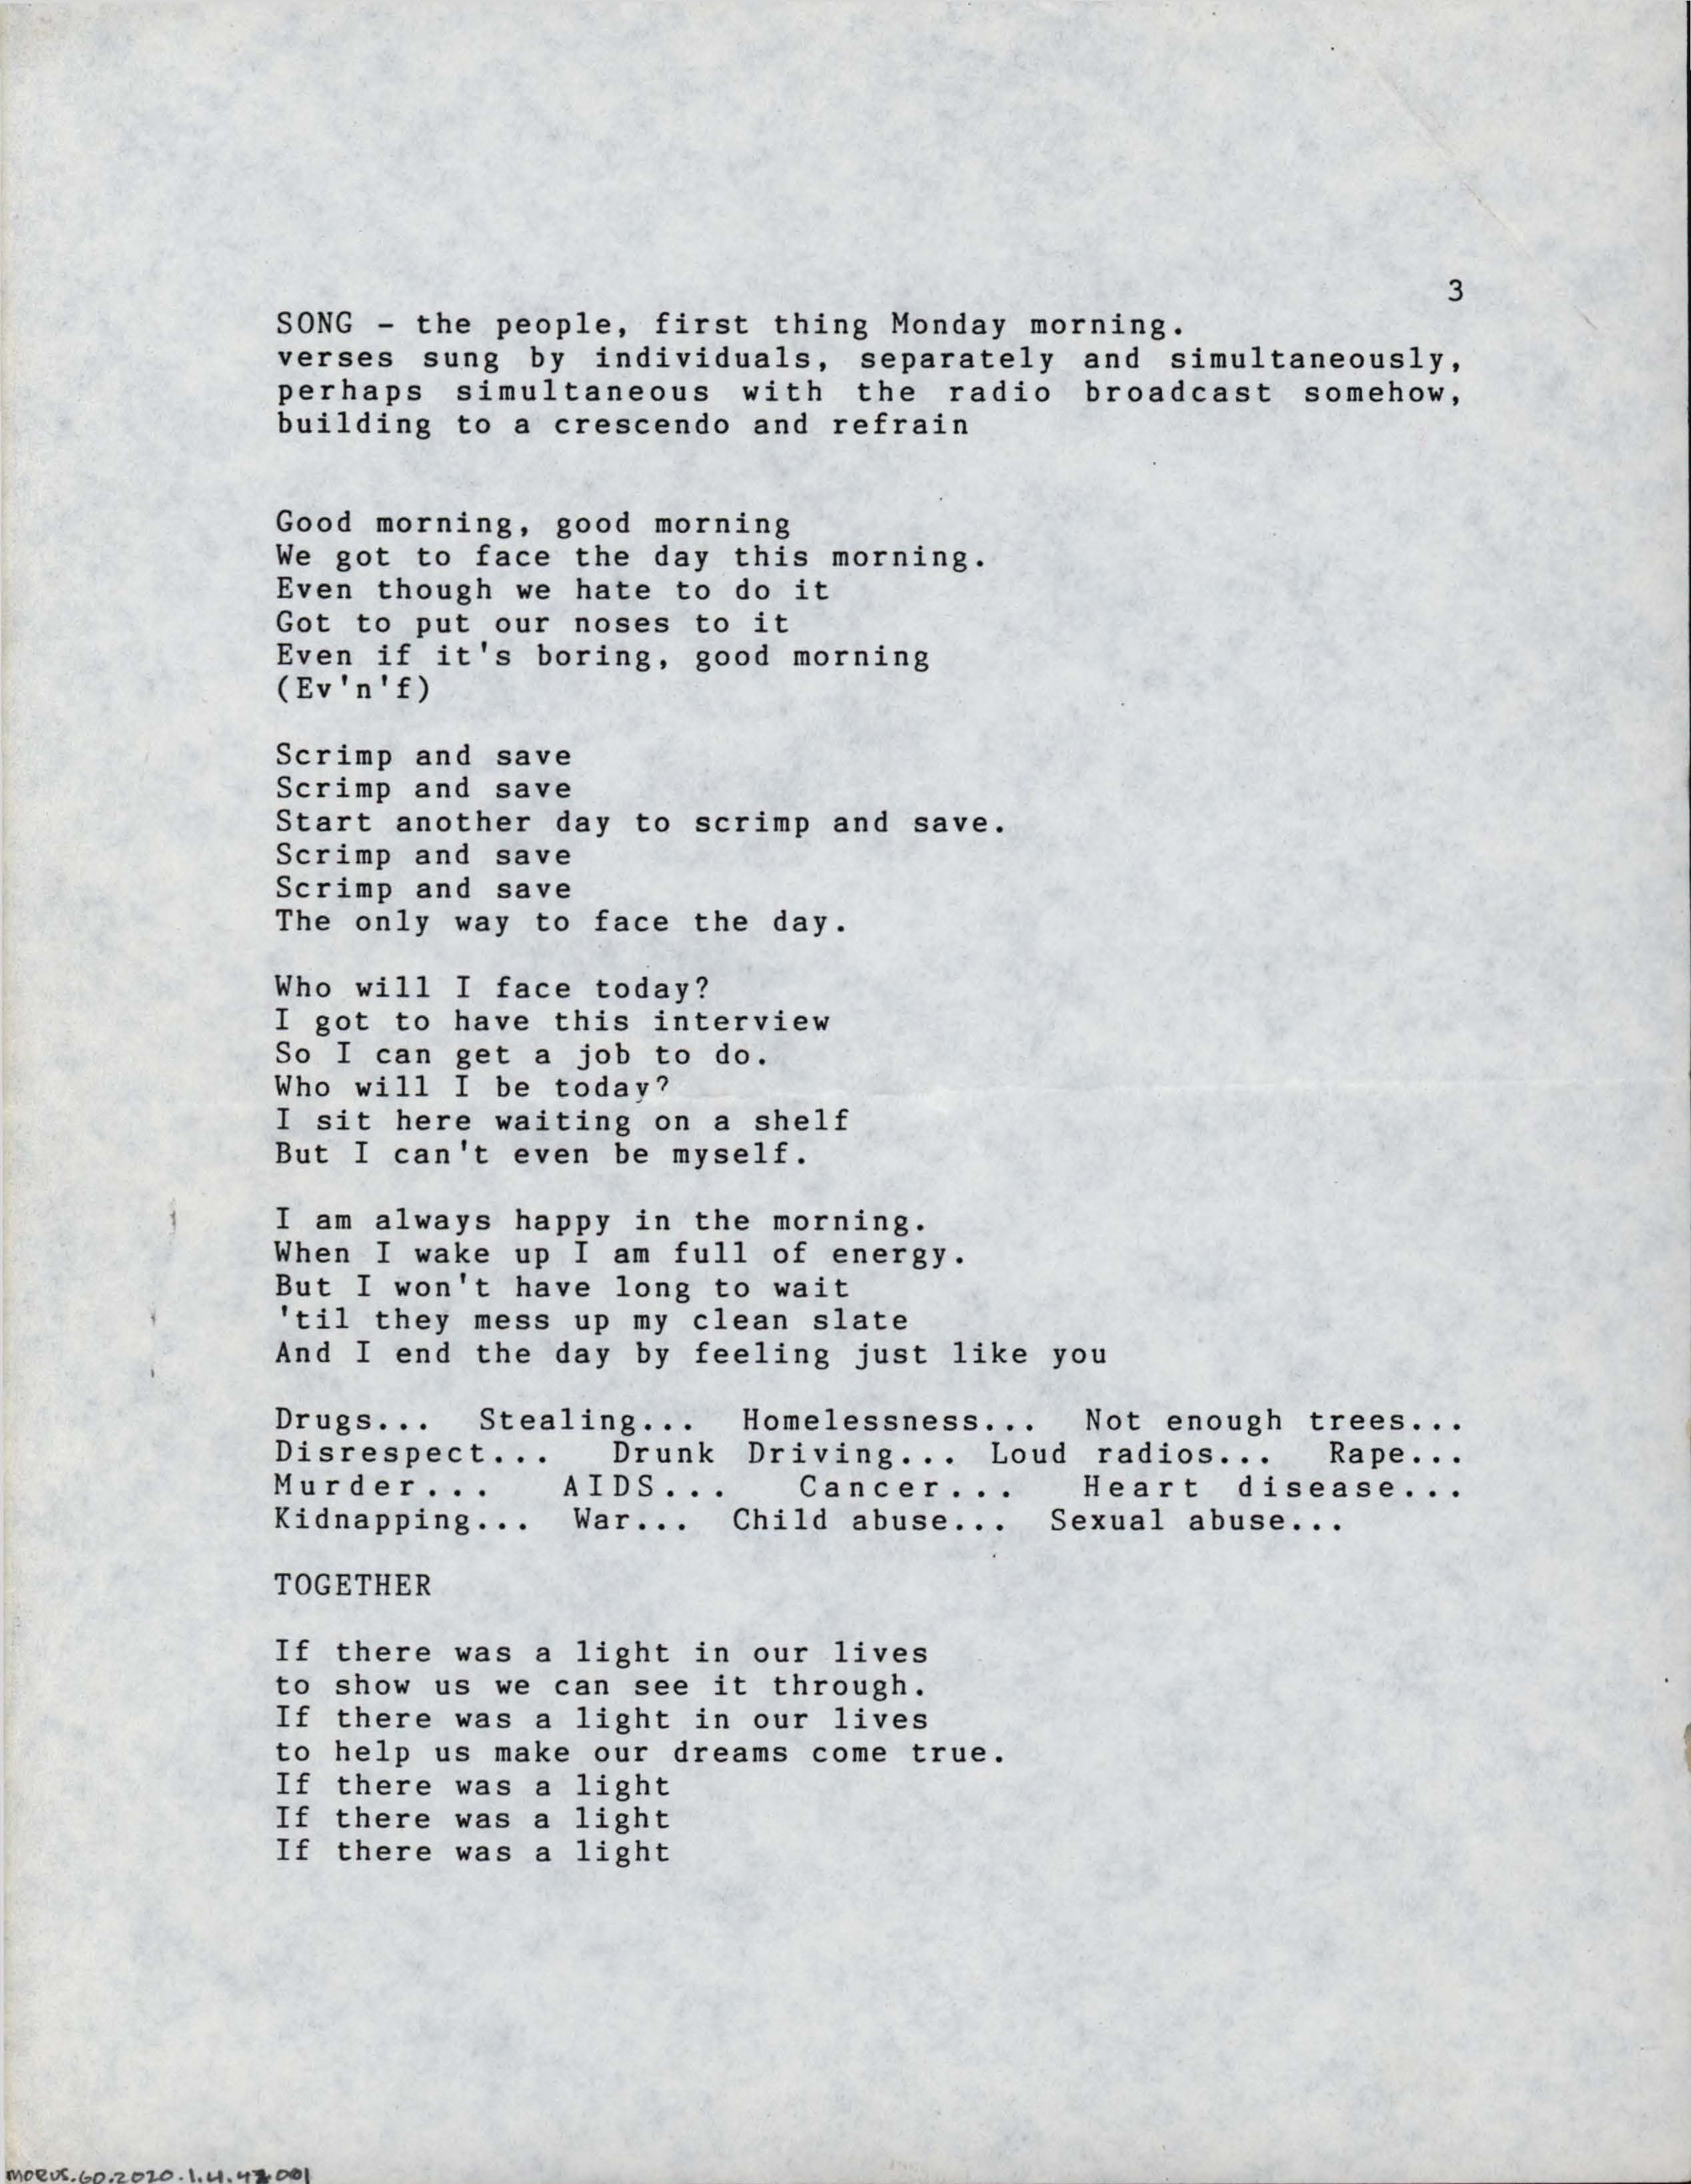 3
SONG - the people, first thing Monday morning.
verses sung by individuals, separately and simultaneously,
perhaps simultaneous with the radio broadcast somehow,
building to a crescendo and refrain
Good morning, good morning
We got to face the day this morning.
Even though we hate to do it
Got to put our noses to it
Even if it's boring, good morning
(Ev'n'f)
Scrimp and save
Scrimp and save
Start another day to scrimp and save.
Scrimp and save
Scrimp and save
The only way to face the day.
Who will I face today?
I got to have this interview
So I can get a job to do.
Who will I be today?
I sit here waiting on a shelf
But I can't even be myself.
I am always happy in the morning.
When I wake up I am full of energy.
But I won't have long to wait
'til they mess up my clean slate
And I end the day by feeling just like you
Drugs... Stealing... Homelessness... Not enough trees...
Disrespect... Drunk Driving... Loud radios... Rape...
Murder... AIDS... Cancer... Heart disease...
Kidnapping... War... Child abuse... Sexual abuse...
TOGETHER
If there was a light in our lives
to show us we can see it through.
If there was a light in our lives
to help us make our dreams come true.
If there was a light
If there was a light
If there was a light